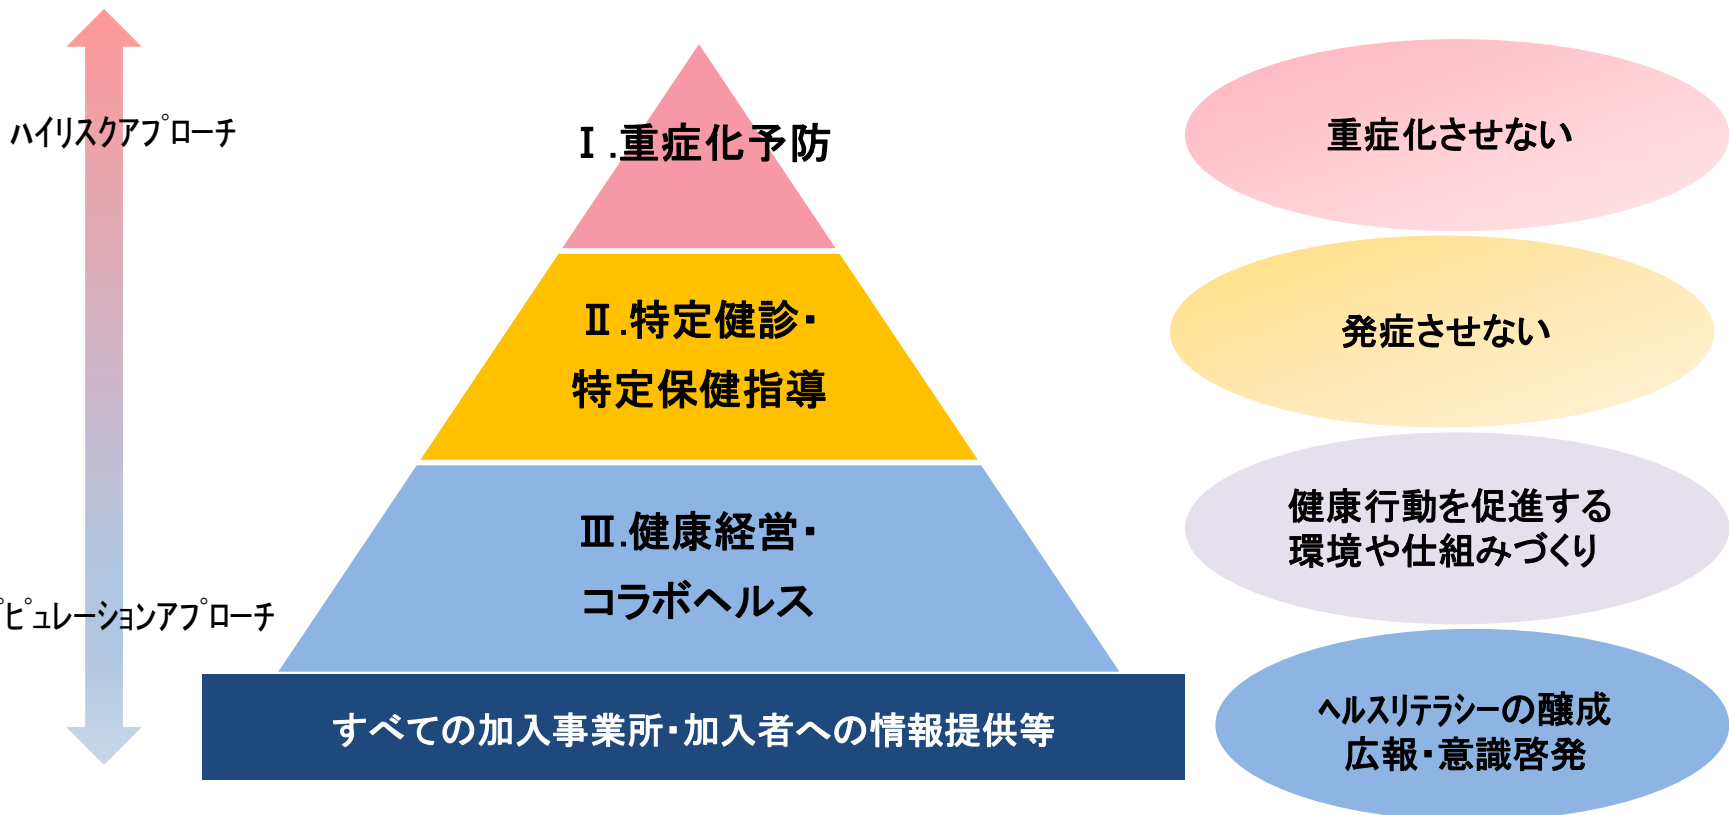 ハイリスクアプローチ
Ⅰ.重症化予防
重症化させない
Ⅱ.特定健診・
特定保健指導
発症させない
Ⅲ.健康経営・
コラボヘルス
健康行動を促進する
環境や仕組みづくり
ピュレーションアプローチ
すべての加入事業所・加入者への情報提供等
ヘルスリテラシーの醸成
広報・意識啓発